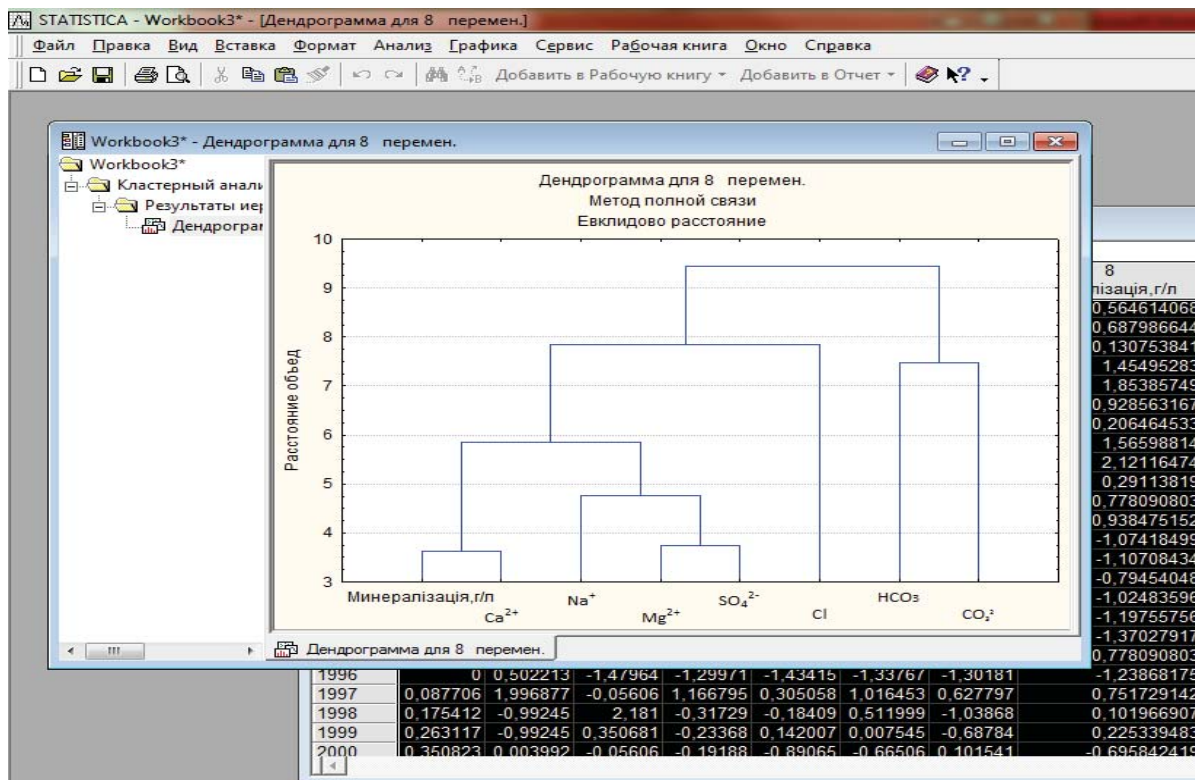 STATISTICA - Workbook3* - [Дендрограмма для 8 перемен.]
Файл Правка Вид Вставка Формат Анализ Графика Сервис Рабочая книга Окно Справка
Добавить в Рабочую книгу Добавить в Отчет
Workbook3* - Дендрограмма для 8 перемен.
Workbook3*
Кластерный анали
Результаты иер
Дендрограм
Дендрограмма для 8 перемен.
Метод полной связи
Евклидово расстояние
Расстояние объед
10
9
8
7
6
5
4
3
Минералізація,г/л
Ca²⁺
Na⁺
Mg²⁺
SO₄²⁻
Cl
HCO₃
Дендрограмма для 8 перемен.
8
лізація,г/л
0,564614068
0,687986644
0,130753841
1,45495283
1,85385749
0,928563167
0,206464533
1,56598814
2,12116474
0,29113819
0,778090803
0,938475152
-1,07418499
-1,10708434
-0,79454048
-1,02483596
-1,19755756
-1,37027917
0,778090803
1996 0 0,502213 -1,47964 -1,29971 -1,43415 -1,33767 -1,30181 -1,23868175
1997 0,087706 1,996877 -0,05606 1,166795 0,305058 1,016453 0,627797 0,751729142
1998 0,175412 -0,99245 2,181 -0,31729 -0,18409 0,511999 -1,03868 0,101966907
1999 0,263117 -0,99245 0,350681 -0,23368 0,142007 0,007545 -0,68784 0,225339483
2000 0,350823 0,003992 -0,05606 -0,19188 -0,89065 -0,66506 0,101541 -0,695842419